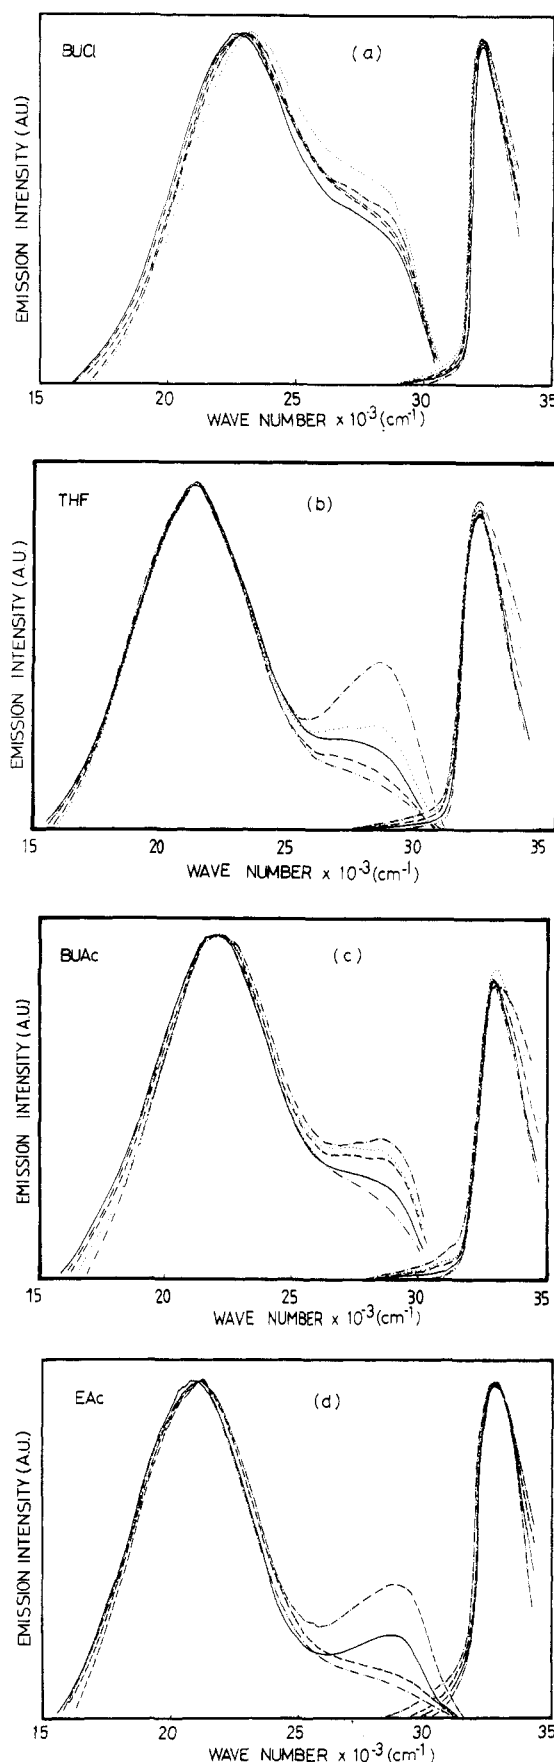 BUCl
(a)
EMISSION INTENSITY (A.U.)
15 20 25 30 35
WAVE NUMBER × 10⁻³ (cm⁻¹)
THF
(b)
EMISSION INTENSITY (A.U)
15 20 25 30 35
WAVE NUMBER × 10⁻³ (cm⁻¹)
BUAc
(c)
EMISSION INTENSITY (A.U)
15 20 25 30 35
WAVE NUMBER × 10⁻³ (cm⁻¹)
EAc
(d)
EMISSION INTENSITY (A.U.)
15 20 25 30 35
WAVE NUMBER × 10⁻³ (cm⁻¹)